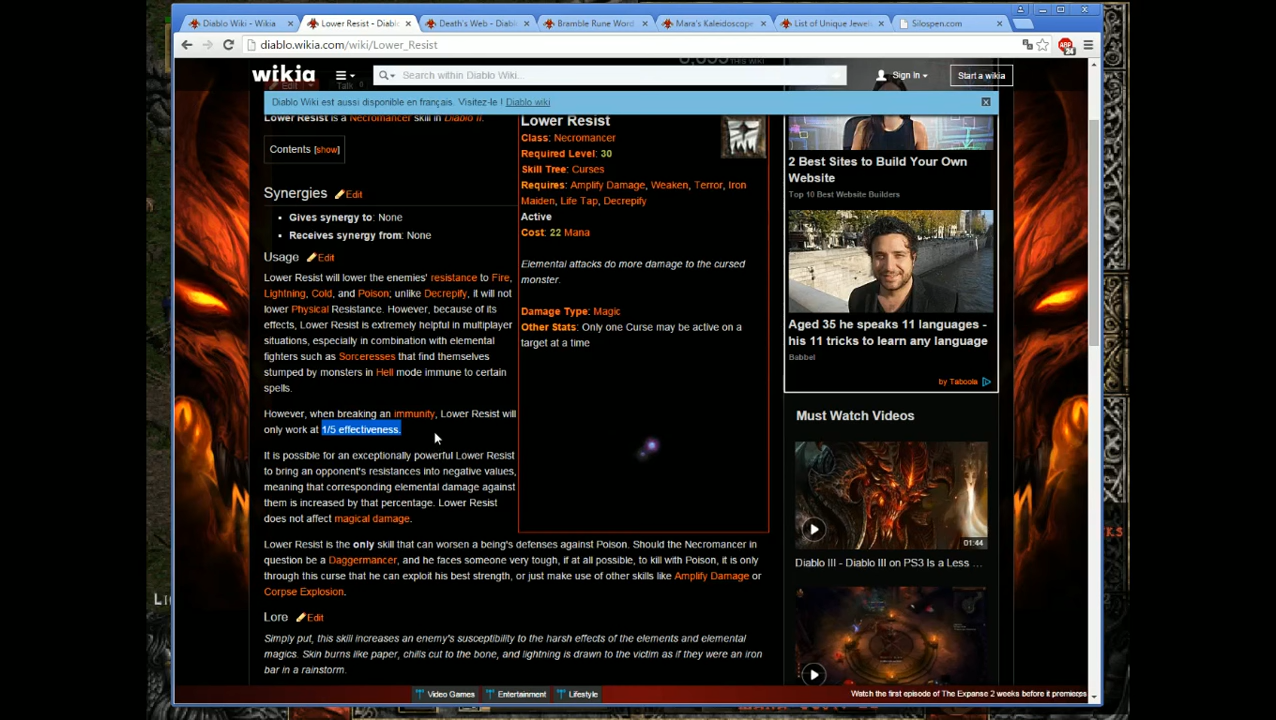 Diablo Wiki - Wikia
Lower Resist - Diablo
Death's Web - Diabl
Bramble Rune Word
Mara's Kaleidoscope
List of Unique Jewel
Silospen.com
diablo.wikia.com/wiki/Lower_Resist
ABP
24
wikia
Search within Diablo Wiki...
Sign In
Start a wikia
Edit
Talk
THIS WIKI
Diablo Wiki est aussi disponible en français. Visitez-le ! Diablo wiki
Lower Resist is a Necromancer skill in Diablo II.
Contents [show]
Synergies Edit
Gives synergy to: None
Receives synergy from: None
Usage Edit
Lower Resist will lower the enemies' resistance to Fire,
Lightning, Cold, and Poison; unlike Decrepify, it will not
lower Physical Resistance. However, because of its
effects, Lower Resist is extremely helpful in multiplayer
situations, especially in combination with elemental
fighters such as Sorceresses that find themselves
stumped by monsters in Hell mode immune to certain
spells.
However, when breaking an immunity, Lower Resist will
only work at 1/5 effectiveness.
It is possible for an exceptionally powerful Lower Resist
to bring an opponent's resistances into negative values,
meaning that corresponding elemental damage against
them is increased by that percentage. Lower Resist
does not affect magical damage.
Lower Resist is the only skill that can worsen a being's defenses against Poison. Should the Necromancer in
question be a Daggermancer, and he faces someone very tough, if at all possible, to kill with Poison, it is only
through this curse that he can exploit his best strength, or just make use of other skills like Amplify Damage or
Corpse Explosion.
Lore Edit
Simply put, this skill increases an enemy's susceptibility to the harsh effects of the elements and elemental
magics. Skin burns like paper, chills cut to the bone, and lightning is drawn to the victim as if they were an iron
bar in a rainstorm.
Lower Resist
Class: Necromancer
Required Level: 30
Skill Tree: Curses
Requires: Amplify Damage, Weaken, Terror, Iron
Maiden, Life Tap, Decrepify
Active
Cost: 22 Mana
Elemental attacks do more damage to the cursed
monster.
Damage Type: Magic
Other Stats: Only one Curse may be active on a
target at a time
2 Best Sites to Build Your Own
Website
Top 10 Best Website Builders
Aged 35 he speaks 11 languages -
his 11 tricks to learn any language
Babbel
by Taboola
Must Watch Videos
01:44
Diablo III - Diablo III on PS3 Is a Less ...
Video Games
Entertainment
Lifestyle
Watch the first episode of The Expanse 2 weeks before it premieres